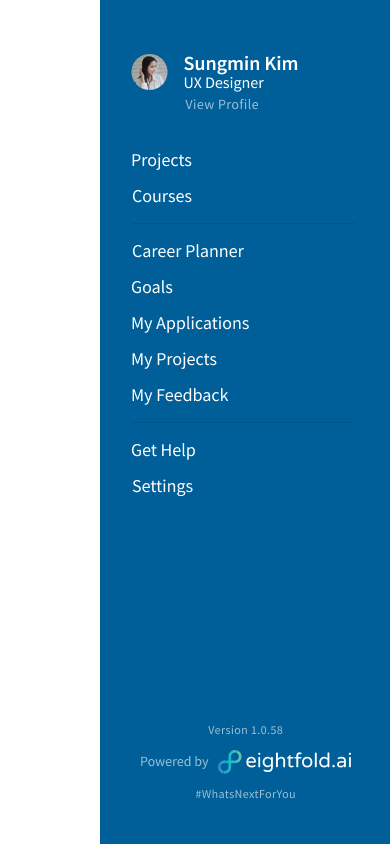 Sungmin Kim
UX Designer
View Profile
Projects
Courses
Career Planner
Goals
My Applications
My Projects
My Feedback
Get Help
Settings
Version 1.0.58
Powered by eightfold.ai
#WhatsNextForYou